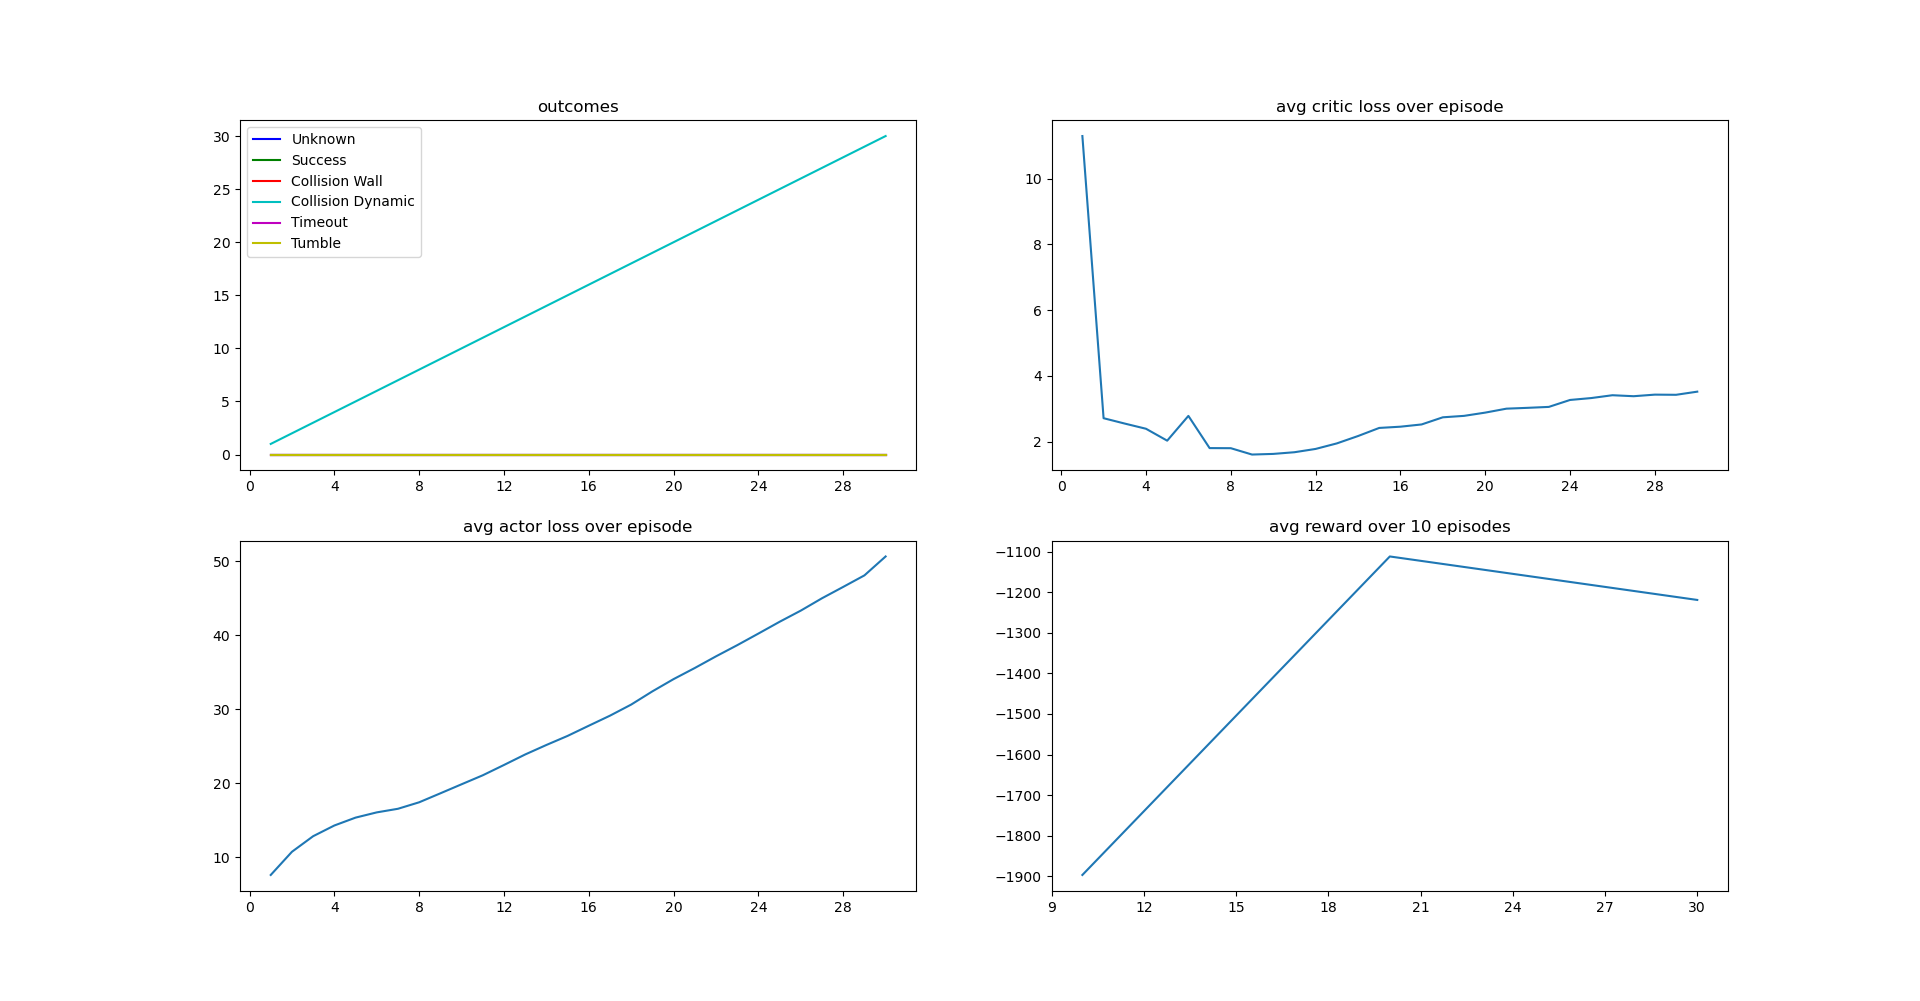 outcomes
30
25
20
15
10
5
0
Unknown
Success
Collision Wall
Collision Dynamic
Timeout
Tumble
0 4 8 12 16 20 24 28
avg critic loss over episode
10
8
6
4
2
0 4 8 12 16 20 24 28
avg actor loss over episode
50
40
30
20
10
0 4 8 12 16 20 24 28
avg reward over 10 episodes
−1100
−1200
−1300
−1400
−1500
−1600
−1700
−1800
−1900
9 12 15 18 21 24 27 30